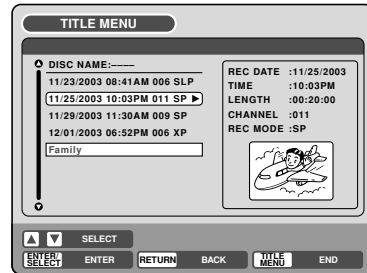 TITLE MENU
DISC NAME:----
11/23/2003 08:41AM 006 SLP
11/25/2003 10:03PM 011 SP ▶
11/29/2003 11:30AM 009 SP
12/01/2003 06:52PM 006 XP
Family
REC DATE :11/25/2003
TIME :10:03PM
LENGTH :00:20:00
CHANNEL :011
REC MODE :SP
SELECT
ENTER/SELECT ENTER RETURN BACK TITLE MENU END